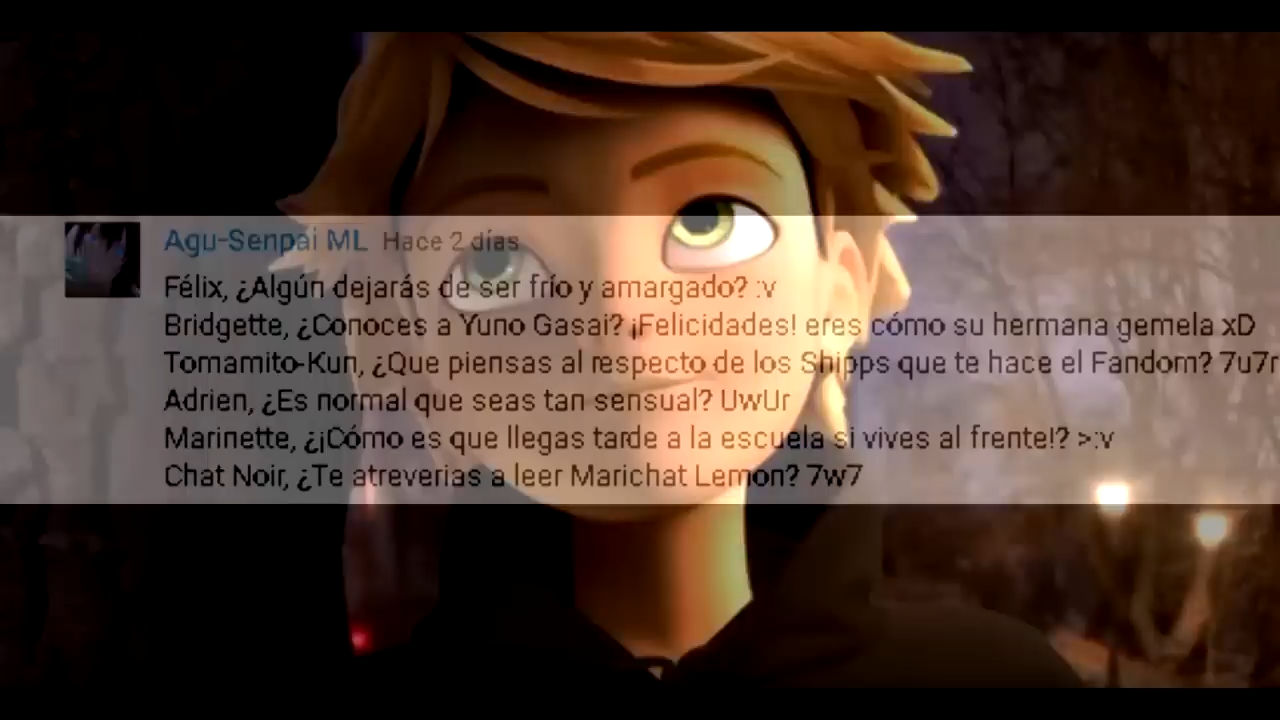 Agu-Senpai ML Hace 2 días
Félix, ¿Algún dejarás de ser frío y amargado? :v
Bridgette, ¿Conoces a Yuno Gasai? ¡Felicidades! eres cómo su hermana gemela xD
Tomamito-Kun, ¿Que piensas al respecto de los Shipps que te hace el Fandom? 7u7r
Adrien, ¿Es normal que seas tan sensual? UwUr
Marinette, ¿¡Cómo es que llegas tarde a la escuela si vives al frente!? >:v
Chat Noir, ¿Te atreverias a leer Marichat Lemon? 7w7